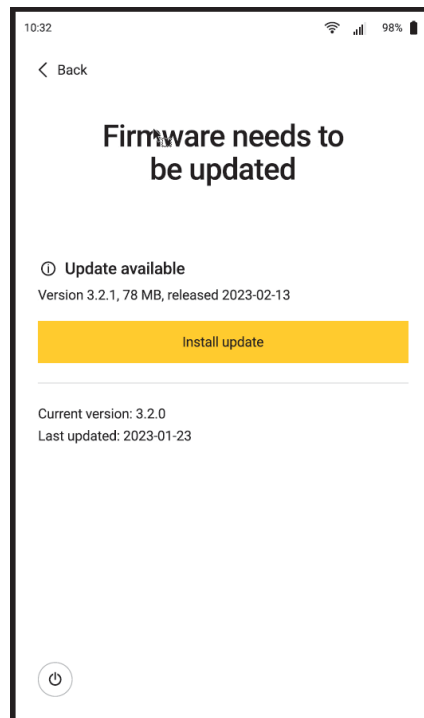 10:32
98%
Back
Firmware needs to
be updated
Update available
Version 3.2.1, 78 MB, released 2023-02-13
Install update
Current version: 3.2.0
Last updated: 2023-01-23